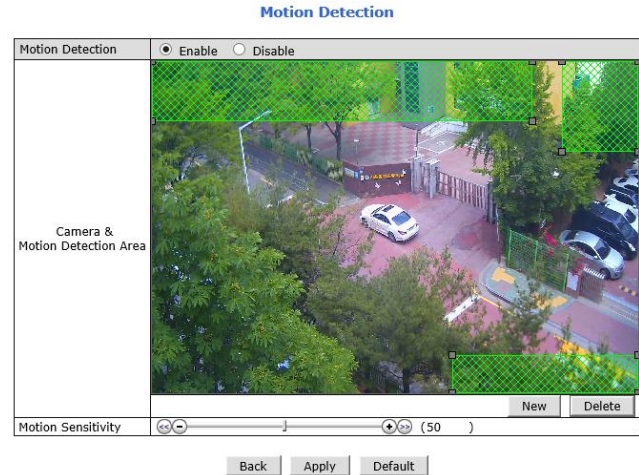 Motion Detection
Motion Detection
Enable Disable
Camera &
Motion Detection Area
New Delete
Motion Sensitivity
<< - + >> (50 )
Back Apply Default